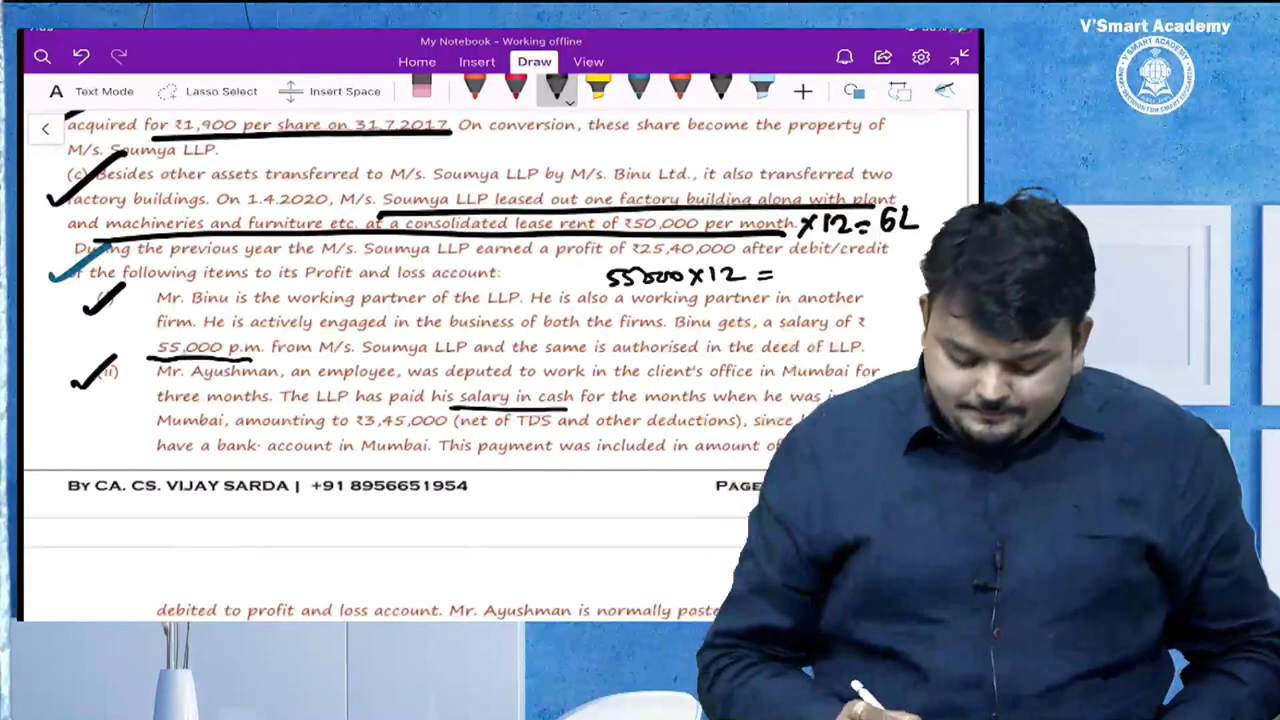 V'Smart Academy
My Notebook - Working offline
Home Insert Draw View
A Text Mode Lasso Select Insert Space
acquired for ₹1,900 per share on 31.7.2017. On conversion, these share become the property of
M/s. Soumya LLP.
(c) Besides other assets transferred to M/s. Soumya LLP by M/s. Binu Ltd., it also transferred two
factory buildings. On 1.4.2020, M/s. Soumya LLP leased out one factory building along with plant
and machineries and furniture etc. at a consolidated lease rent of ₹50,000 per month. × 12 = 6L
During the previous year the M/s. Soumya LLP earned a profit of ₹25,40,000 after debit/credit
of the following items to its Profit and loss account:
55000 × 12 =
Mr. Binu is the working partner of the LLP. He is also a working partner in another
firm. He is actively engaged in the business of both the firms. Binu gets, a salary of ₹
55,000 p.m. from M/s. Soumya LLP and the same is authorised in the deed of LLP.
(ii) Mr. Ayushman, an employee, was deputed to work in the client's office in Mumbai for
three months. The LLP has paid his salary in cash for the months when he was
Mumbai, amounting to ₹3,45,000 (net of TDS and other deductions), since
have a bank- account in Mumbai. This payment was included in amount of
BY CA. CS. VIJAY SARDA | +91 8956651954 PAGE
debited to profit and loss account. Mr. Ayushman is normally